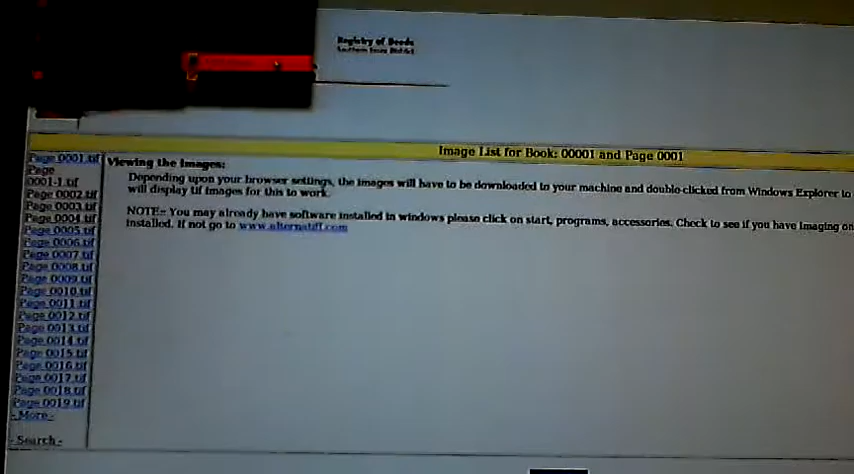 Registry of Deeds
Southern Essex District
Image List for Book: 00001 and Page 0001
Page 0001.tif
Page
0001-1.tif
Page 0002.tif
Page 0003.tif
Page 0004.tif
Page 0005.tif
Page 0006.tif
Page 0007.tif
Page 0008.tif
Page 0009.tif
Page 0010.tif
Page 0011.tif
Page 0012.tif
Page 0013.tif
Page 0014.tif
Page 0015.tif
Page 0016.tif
Page 0017.tif
Page 0018.tif
Page 0019.tif
- More -
- Search -
Viewing the Images:
Depending upon your browser settings, the images will have to be downloaded to your machine and double-clicked from Windows Explorer to
will display tif images for this to work.
NOTE:- You may already have software installed in windows please click on start, programs, accessories. Check to see if you have imaging on
installed. If not go to www.alternatiff.com